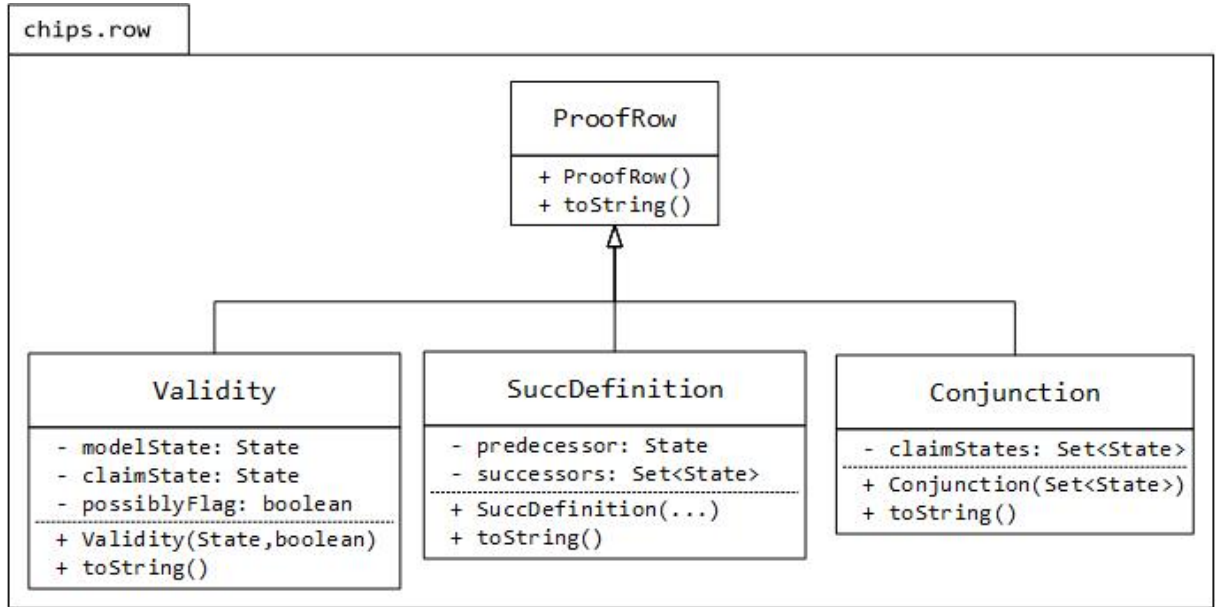 chips.row
ProofRow
+ ProofRow()
+ toString()
Validity
- modelState: State
- claimState: State
- possiblyFlag: boolean
+ Validity(State,boolean)
+ toString()
SuccDefinition
- predecessor: State
- successors: Set<State>
+ SuccDefinition(...)
+ toString()
Conjunction
- claimStates: Set<State>
+ Conjunction(Set<State>)
+ toString()